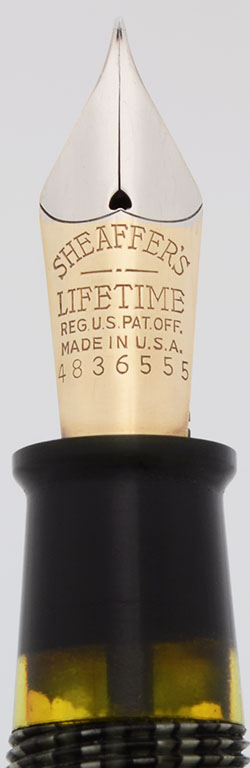 SHEAFFER'S
LIFETIME
REG.U.S.PAT.OFF.
MADE IN U.S.A.
4836555